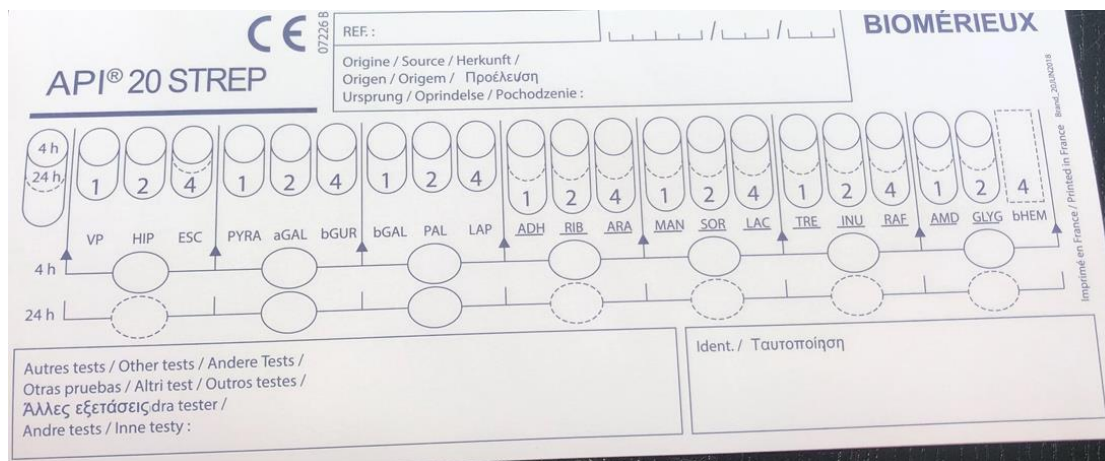 CE
07226 B
REF. :
BIOMÉRIEUX
API® 20 STREP
Origine / Source / Herkunft /
Origen / Origem / Προέλευση
Ursprung / Oprindelse / Pochodzenie :
4 h
24 h
1 2 4 1 2 4 1 2 4 1 2 4 1 2 4 1 2 4 1 2 4
VP HIP ESC PYRA aGAL bGUR bGAL PAL LAP ADH RIB ARA MAN SOR LAC TRE INU RAF AMD GLYG bHEM
4 h
24 h
Imprimé en France / Printed in France Brand_20JUN2018
Autres tests / Other tests / Andere Tests /
Otras pruebas / Altri test / Outros testes /
Άλλες εξετάσεις dra tester /
Andre tests / Inne testy :
Ident. / Ταυτοποίηση